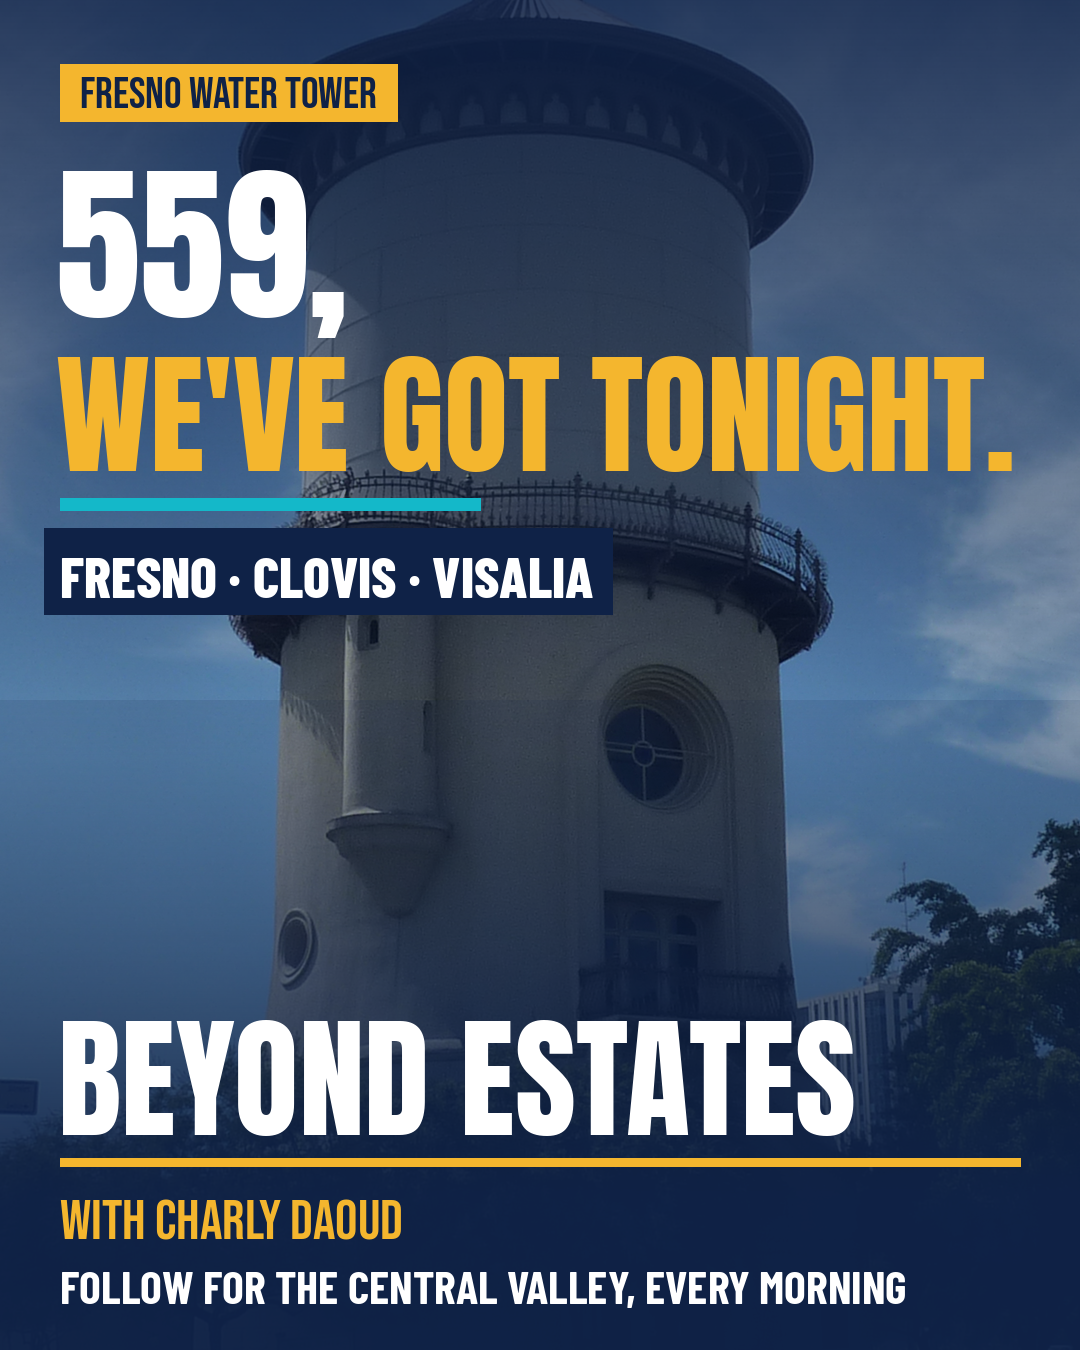 FRESNO WATER TOWER
559,
WE'VE GOT TONIGHT.
FRESNO · CLOVIS · VISALIA
BEYOND ESTATES
WITH CHARLY DAOUD
FOLLOW FOR THE CENTRAL VALLEY, EVERY MORNING